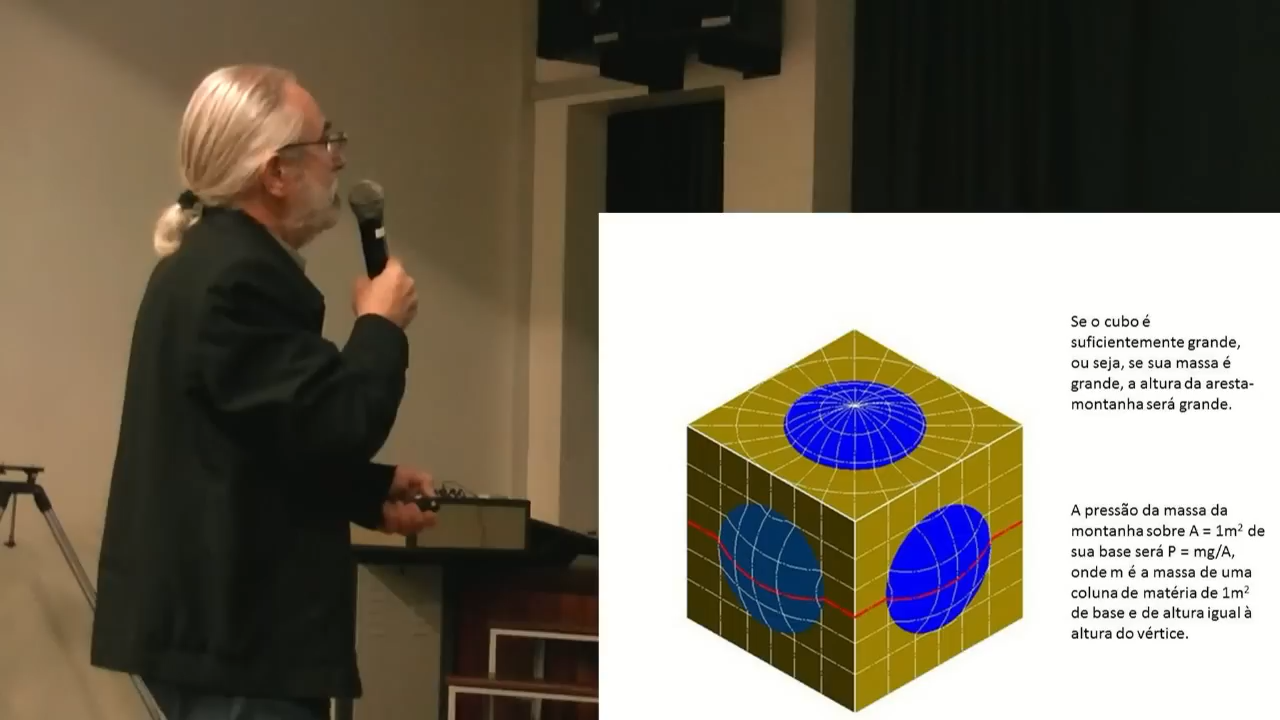 Se o cubo é
suficientemente grande,
ou seja, se sua massa é
grande, a altura da aresta-
montanha será grande.
A pressão da massa da
montanha sobre A = 1m² de
sua base será P = mg/A,
onde m é a massa de uma
coluna de matéria de 1m²
de base e de altura igual à
altura do vértice.